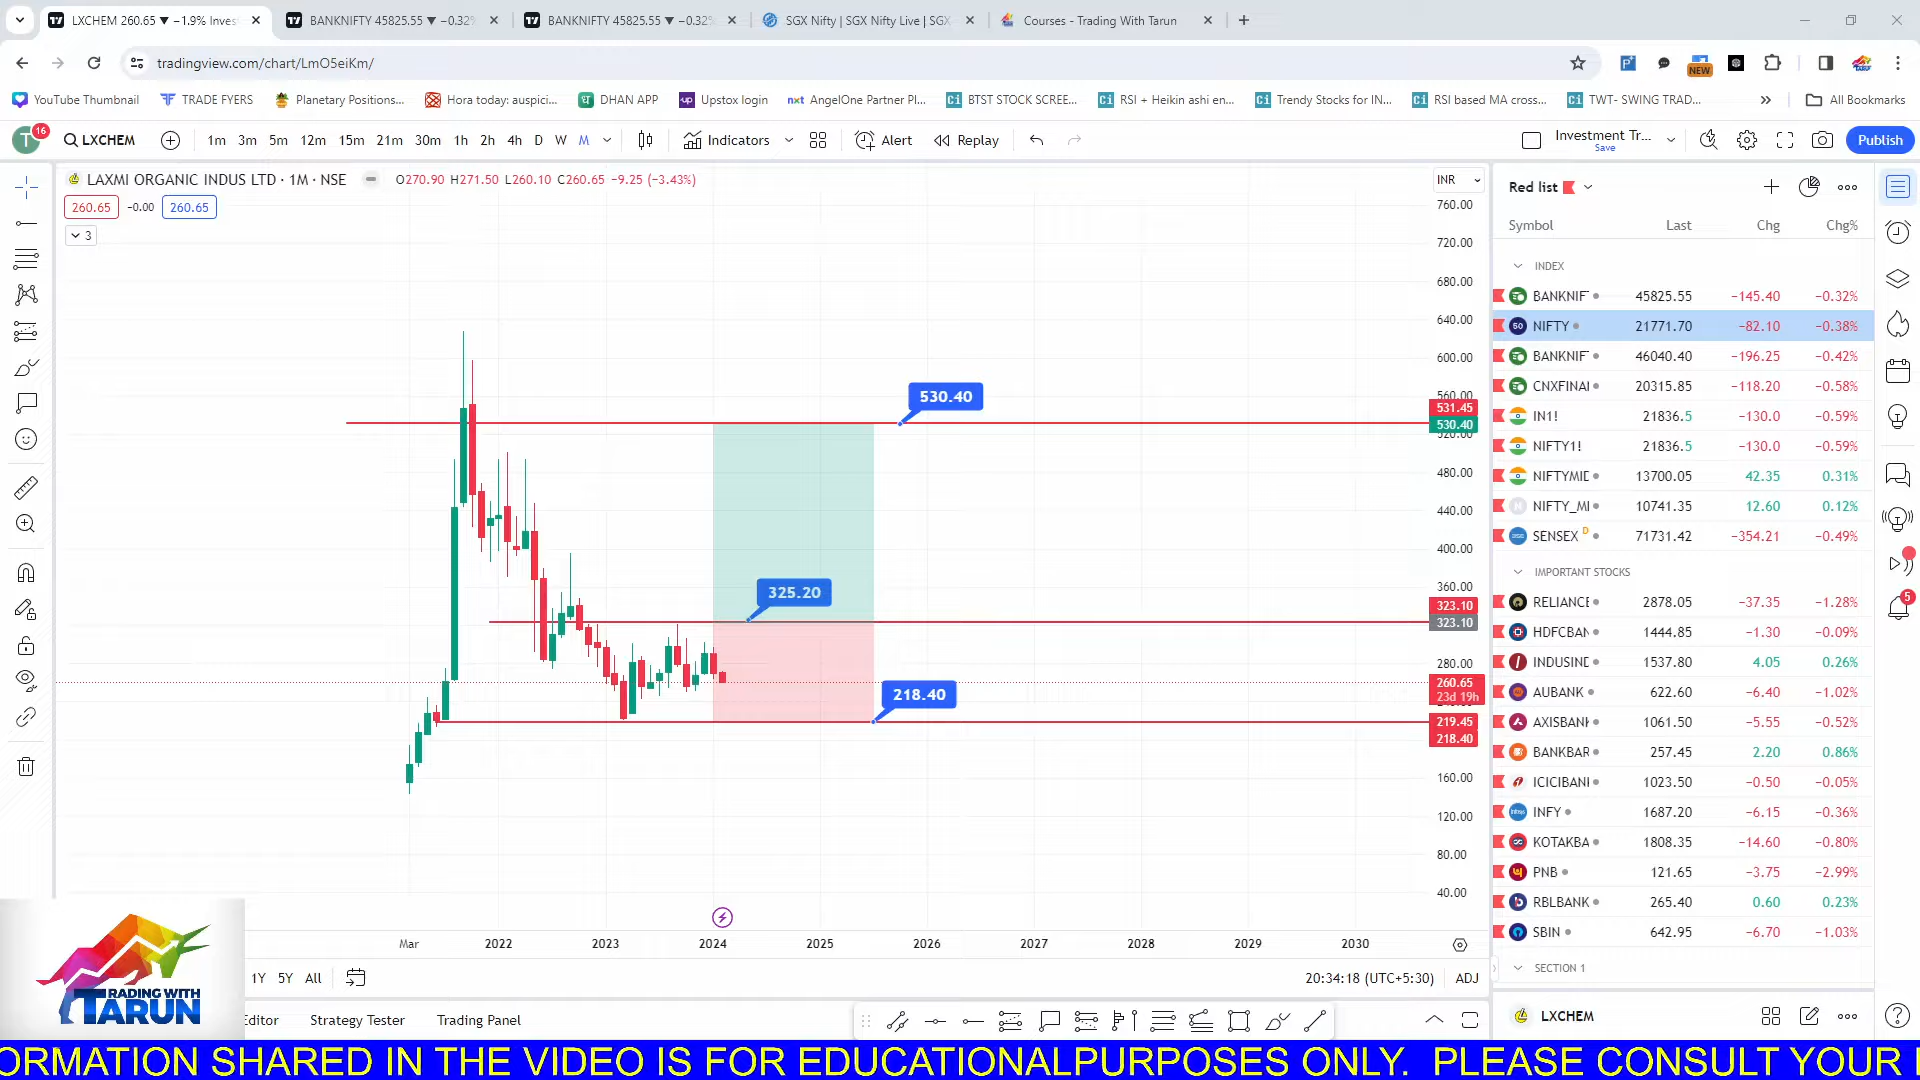 LXCHEM 260.65 ▼ −1.9% Inves
BANKNIFTY 45825.55 ▼ −0.32%
BANKNIFTY 45825.55 ▼ −0.32%
SGX Nifty | SGX Nifty Live | SGX
Courses - Trading With Tarun
tradingview.com/chart/LmO5eiKm/
NEW
YouTube Thumbnail
TRADE FYERS
Planetary Positions...
Hora today: auspici...
DHAN APP
Upstox login
AngelOne Partner Pl...
BTST STOCK SCREE...
RSI + Heikin ashi en...
Trendy Stocks for IN...
RSI based MA cross...
TWT- SWING TRAD...
All Bookmarks
T 16
LXCHEM
1m 3m 5m 12m 15m 21m 30m 1h 2h 4h D W M
Indicators
Alert
Replay
Investment Tr...
Save
Publish
LAXMI ORGANIC INDUS LTD · 1M · NSE
O270.90 H271.50 L260.10 C260.65 −9.25 (−3.43%)
260.65 −0.00 260.65
3
INR
760.00
720.00
680.00
640.00
600.00
560.00
531.45
530.40
520.00
480.00
440.00
400.00
360.00
323.10
323.10
280.00
260.65
23d 19h
219.45
218.40
160.00
120.00
80.00
40.00
530.40
325.20
218.40
Mar 2022 2023 2024 2025 2026 2027 2028 2029 2030
1Y 5Y All
20:34:18 (UTC+5:30) ADJ
Editor Strategy Tester Trading Panel
Red list
Symbol Last Chg Chg%
INDEX
BANKNIF 45825.55 −145.40 −0.32%
50 NIFTY 21771.70 −82.10 −0.38%
BANKNIF 46040.40 −196.25 −0.42%
CNXFINAI 20315.85 −118.20 −0.58%
IN1! 21836.5 −130.0 −0.59%
NIFTY1! 21836.5 −130.0 −0.59%
NIFTYMIC 13700.05 42.35 0.31%
NIFTY_MI 10741.35 12.60 0.12%
SENSEX D 71731.42 −354.21 −0.49%
IMPORTANT STOCKS
RELIANCE 2878.05 −37.35 −1.28%
HDFCBAN 1444.85 −1.30 −0.09%
INDUSINE 1537.80 4.05 0.26%
AUBANK 622.60 −6.40 −1.02%
AXISBANK 1061.50 −5.55 −0.52%
BANKBAR 257.45 2.20 0.86%
ICICIBANI 1023.50 −0.50 −0.05%
INFY 1687.20 −6.15 −0.36%
KOTAKBA 1808.35 −14.60 −0.80%
PNB 121.65 −3.75 −2.99%
RBLBANK 265.40 0.60 0.23%
SBIN 642.95 −6.70 −1.03%
SECTION 1
LXCHEM
5
TRADING WITH
TARUN
ORMATION SHARED IN THE VIDEO IS FOR EDUCATIONALPURPOSES ONLY. PLEASE CONSULT YOUR